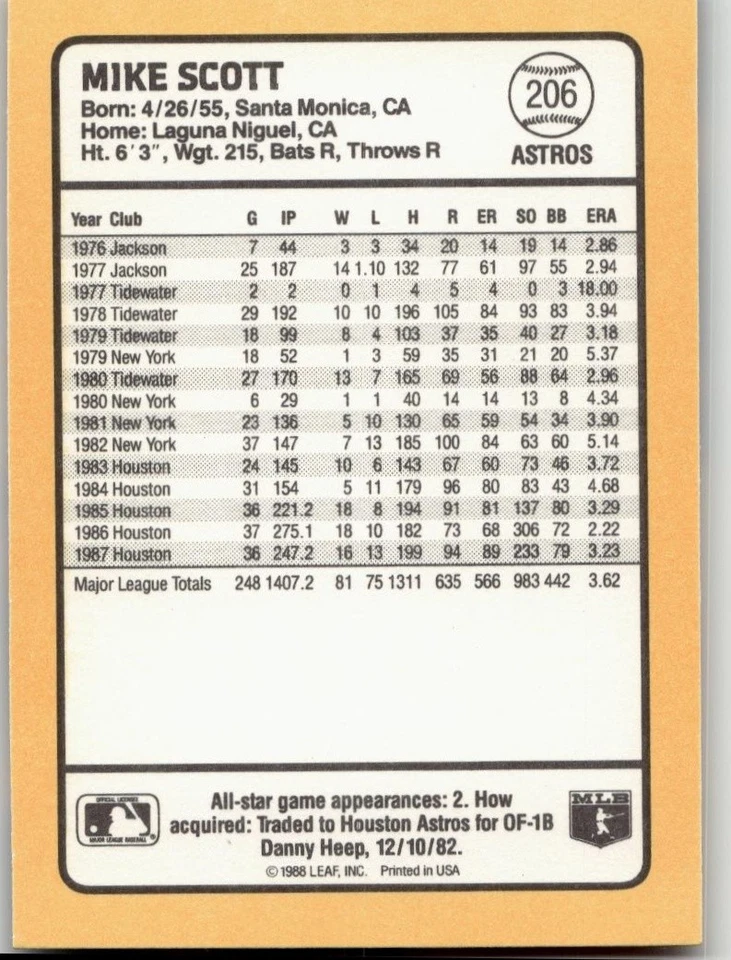 MIKE SCOTT
Born: 4/26/55, Santa Monica, CA
Home: Laguna Niguel, CA
Ht. 6'3", Wgt. 215, Bats R, Throws R
206
ASTROS
Year Club G IP W L H R ER SO BB ERA
1976 Jackson 7 44 3 3 34 20 14 19 14 2.86
1977 Jackson 25 187 14 1.10 132 77 61 97 55 2.94
1977 Tidewater 2 2 0 1 4 5 4 0 3 18.00
1978 Tidewater 29 192 10 10 196 105 84 93 83 3.94
1979 Tidewater 18 99 8 4 103 37 35 40 27 3.18
1979 New York 18 52 1 3 59 35 31 21 20 5.37
1980 Tidewater 27 170 13 7 165 69 56 88 64 2.96
1980 New York 6 29 1 1 40 14 14 13 8 4.34
1981 New York 23 136 5 10 130 65 59 54 34 3.90
1982 New York 37 147 7 13 185 100 84 63 60 5.14
1983 Houston 24 145 10 6 143 67 60 73 46 3.72
1984 Houston 31 154 5 11 179 96 80 83 43 4.68
1985 Houston 36 221.2 18 8 194 91 81 137 80 3.29
1986 Houston 37 275.1 18 10 182 73 68 306 72 2.22
1987 Houston 36 247.2 16 13 199 94 89 233 79 3.23
Major League Totals 248 1407.2 81 75 1311 635 566 983 442 3.62
OFFICIAL LICENSEE
MAJOR LEAGUE BASEBALL
All-star game appearances: 2. How
acquired: Traded to Houston Astros for OF-1B
Danny Heep, 12/10/82.
© 1988 LEAF, INC. Printed in USA
MLB